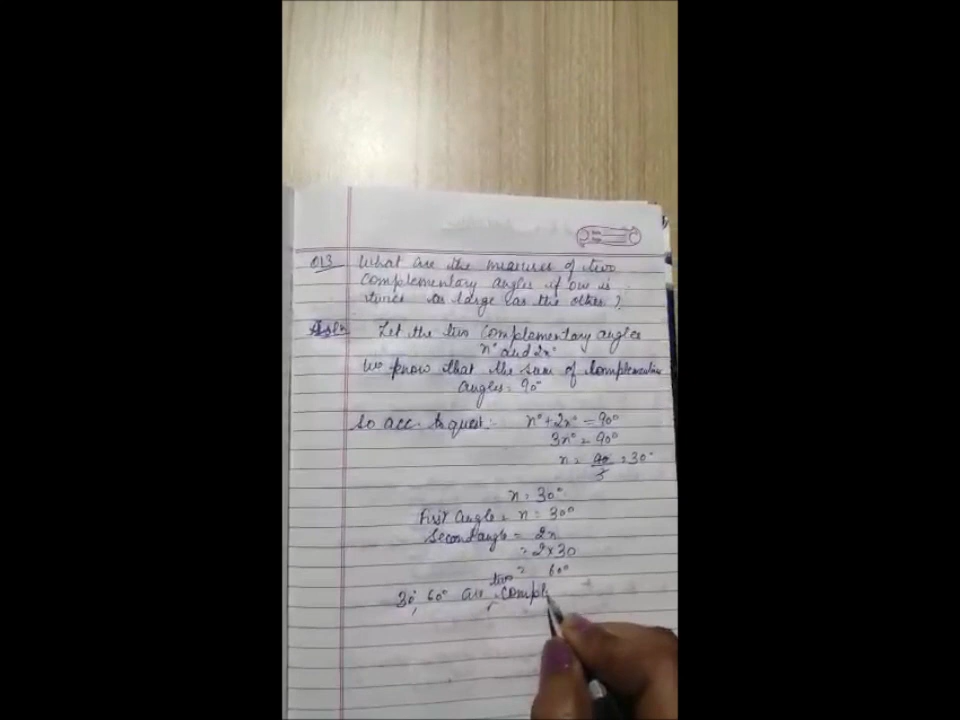 Q13 What are the measures of two
complementary angles if one is
twice as large as the other?
Let the two complementary angles
x° and 2x°
We know that the sum of complementary
angles = 90°
So acc. to quest:- x° + 2x° = 90°
3x° = 90°
x = 90/3 = 30°
x = 30°
First angle = x = 30°
Second angle = 2x
= 2 x 30
= 60°
30°, 60° are two compl